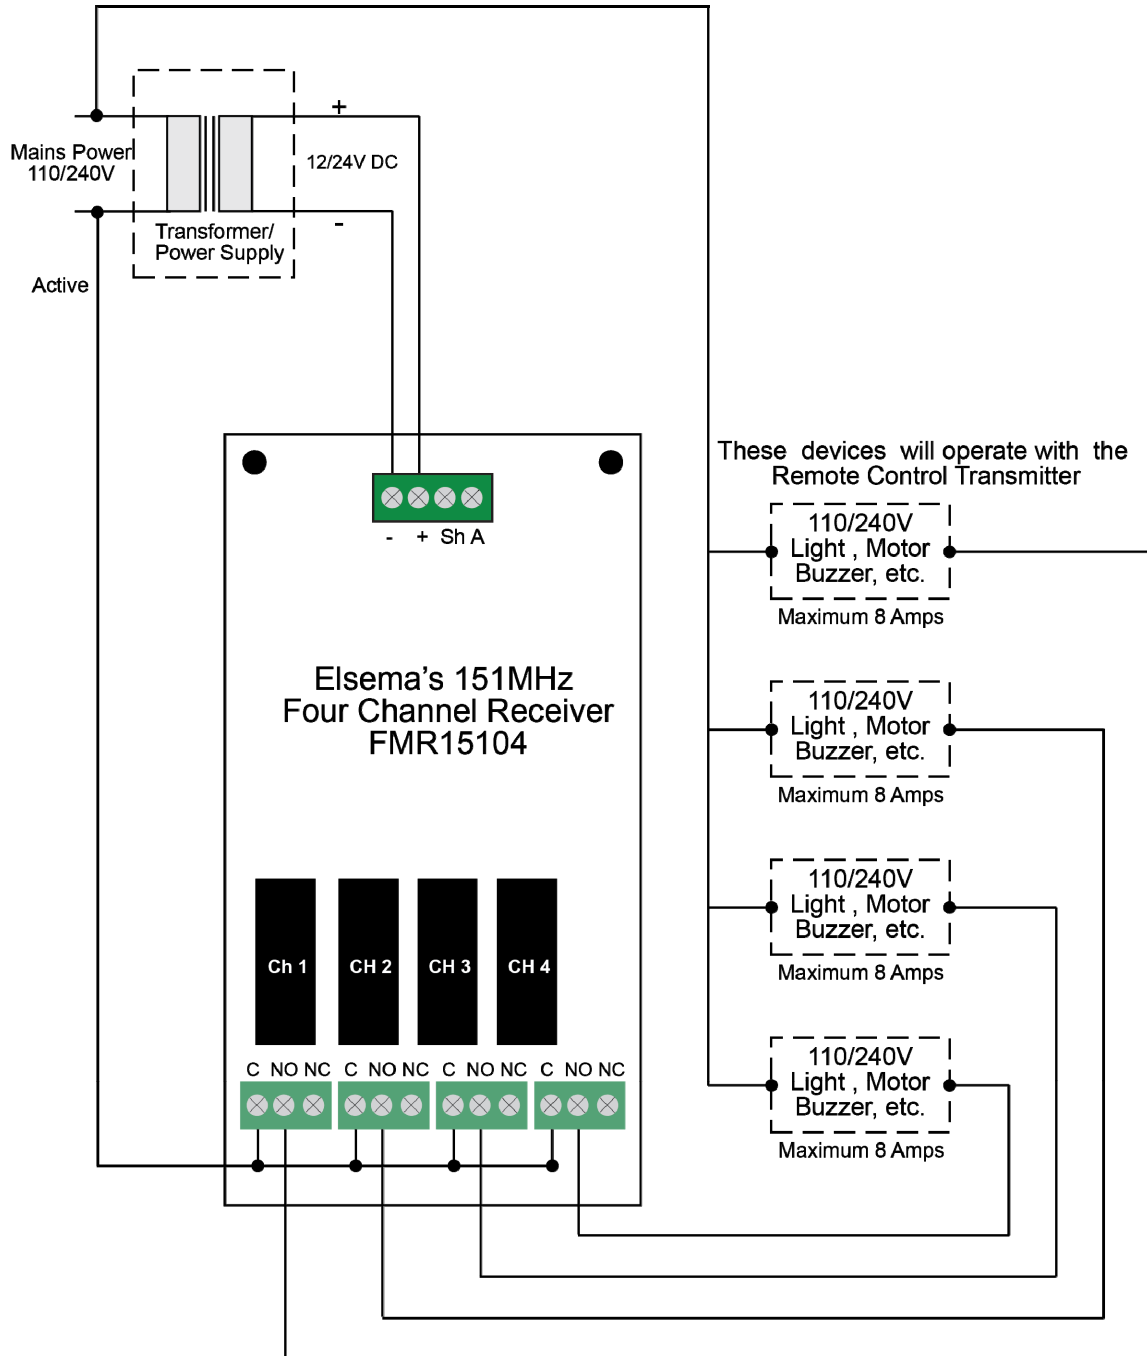 +
Mains Power
110/240V
12/24V DC
-
Transformer/
Power Supply
Active
These devices will operate with the
Remote Control Transmitter
110/240V
Light , Motor
Buzzer, etc.
Maximum 8 Amps
- + Sh A
Elsema's 151MHz
Four Channel Receiver
FMR15104
110/240V
Light , Motor
Buzzer, etc.
Maximum 8 Amps
110/240V
Light , Motor
Buzzer, etc.
Maximum 8 Amps
Ch 1 CH 2 CH 3 CH 4
110/240V
Light , Motor
Buzzer, etc.
Maximum 8 Amps
C NO NC C NO NC C NO NC C NO NC